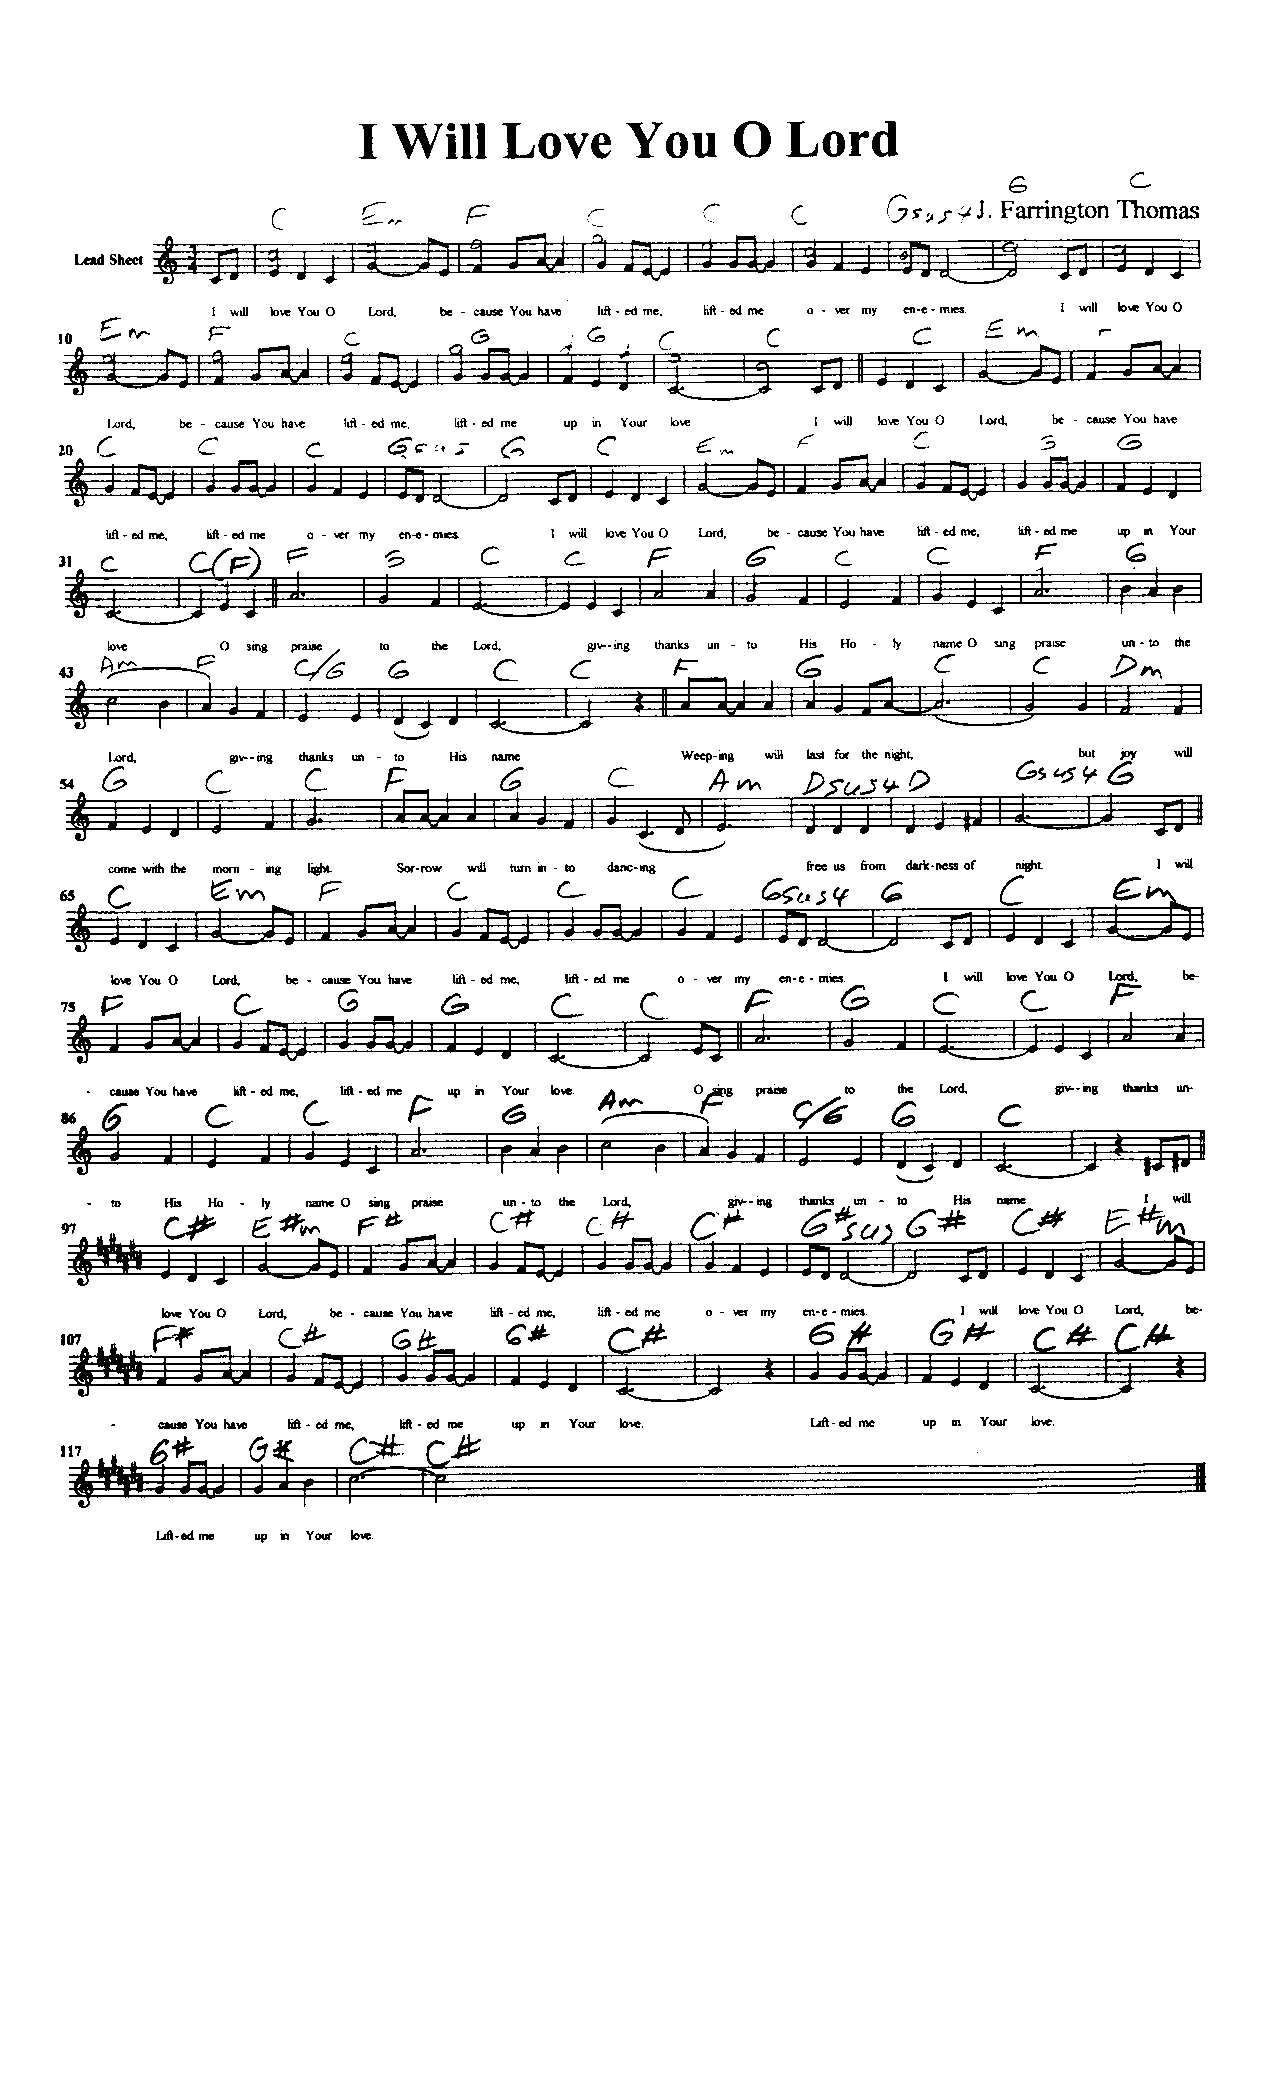 I Will Love You O Lord
G C
C Em F C C C Gsus4 J. Farrington Thomas
Lead Sheet
I will love You O Lord, be - cause You have lift - ed me, lift - ed me o - ver my en-e - mies. I will love You O
10 Em F C G G C C C Em
Lord, be - cause You have lift - ed me, lift - ed me up in Your love I will love You O Lord, be - cause You have
20 C C C Gsus G C Em F C G
lift - ed me, lift - ed me o - ver my en-e - mies. I will love You O Lord, be - cause You have lift - ed me, lift - ed me up in Your
31 C C(F) F C C F G C C F G
love O sing praise to the Lord, giv--ing thanks un - to His Ho - ly name O sing praise un - to the
43 Am F C/G G C C F G C C Dm
Lord, giv--ing thanks un - to His name Weep-ing will last for the night, but joy will
54 G C C F G C Am Dsus4 D Gsus4 G
come with the morn - ing light. Sor-row will turn in - to danc-ing free us from dark-ness of night. I will
65 C Em F C C C Gsus4 G C Em
love You O Lord, be - cause You have lift - ed me, lift - ed me o - ver my en-e - mies. I will love You O Lord, be-
75 F C G G C C F G C C F
- cause You have lift - ed me, lift - ed me up in Your love. O sing praise to the Lord, giv--ing thanks un-
86 G C C F G Am F C/G G C
- to His Ho - ly name O sing praise un - to the Lord, giv--ing thanks un - to His name I will
97 C# E#m F# C# C# C# G#sus G# C# E#m
love You O Lord, be - cause You have lift - ed me, lift - ed me o - ver my en-e - mies. I will love You O Lord, be-
107 F# C# G# G# C# G# G# C# C#
- cause You have lift - ed me, lift - ed me up in Your love. Lift-ed me up in Your love.
117 G# G# C# C#
Lift-ed me up in Your love.